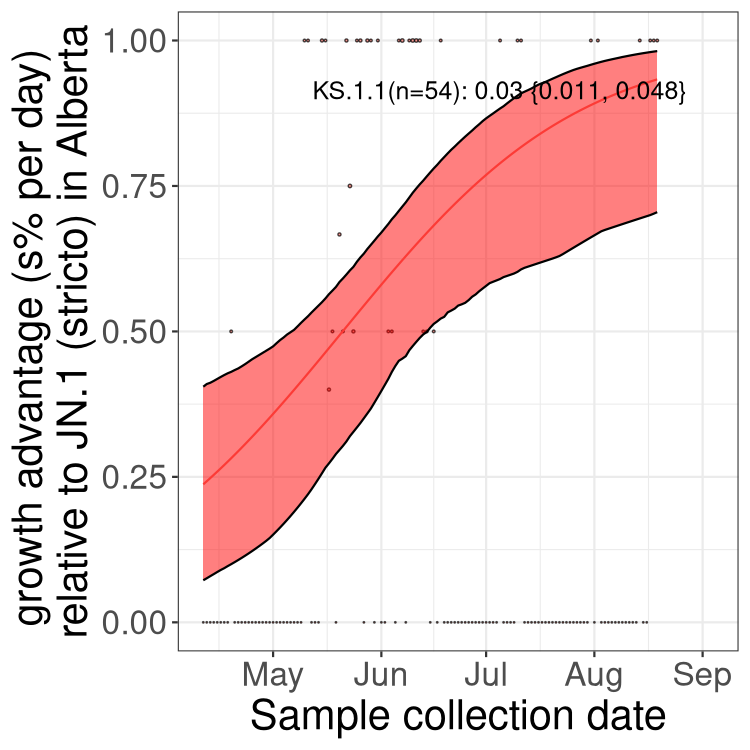 growth advantage (s% per day)
relative to JN.1 (stricto) in Alberta
1.00
0.75
0.50
0.25
0.00
KS.1.1(n=54): 0.03 {0.011, 0.048}
May Jun Jul Aug Sep
Sample collection date